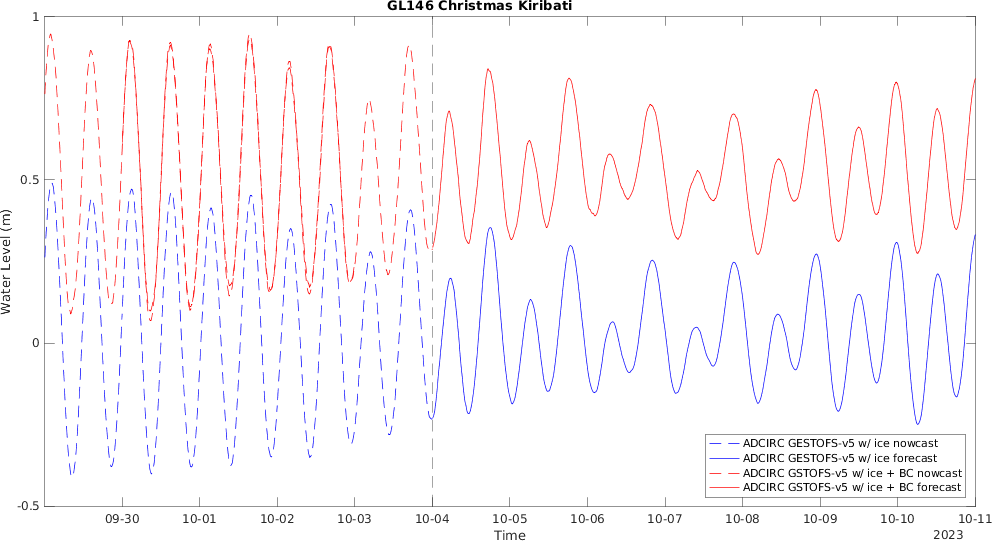 GL146 Christmas Kiribati
1
0.5
0
-0.5
Water Level (m)
09-30 10-01 10-02 10-03 10-04 10-05 10-06 10-07 10-08 10-09 10-10 10-11
Time
2023
ADCIRC GESTOFS-v5 w/ ice nowcast
ADCIRC GESTOFS-v5 w/ ice forecast
ADCIRC GSTOFS-v5 w/ ice + BC nowcast
ADCIRC GSTOFS-v5 w/ ice + BC forecast